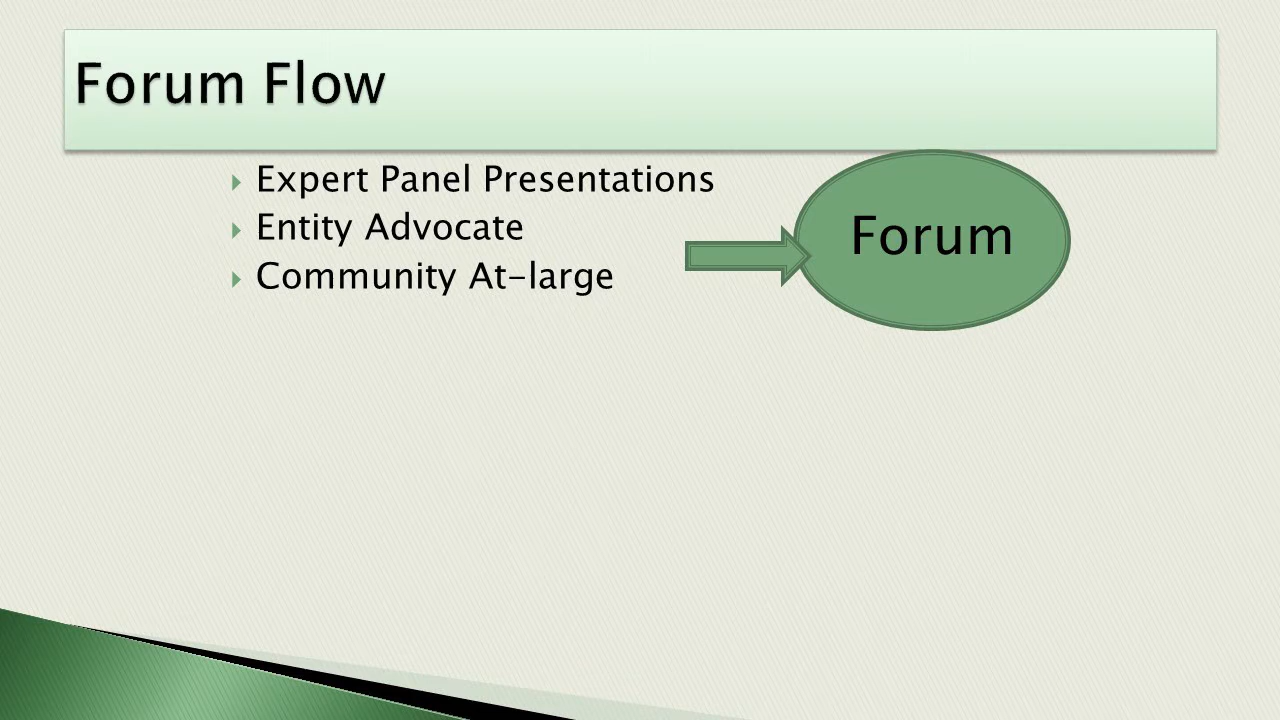 Forum Flow
Expert Panel Presentations
Entity Advocate
Community At-large
Forum